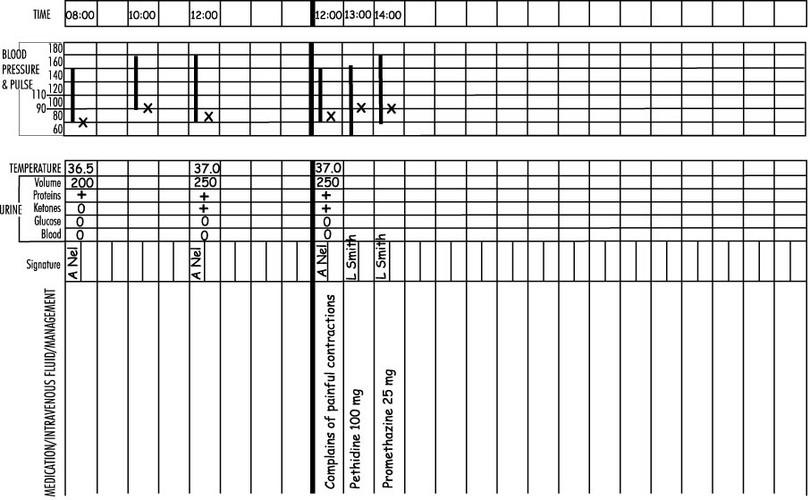 TIME 08:00 10:00 12:00 12:00 13:00 14:00
BLOOD PRESSURE & PULSE
180
160
140
120
110
100
90
80
60
X X X X X X
TEMPERATURE 36.5 37.0 37.0
URINE
Volume 200 250 250
Proteins + + +
Ketones 0 + +
Glucose 0 0 0
Blood 0 0 0
Signature A Nel A Nel A Nel L Smith L Smith
MEDICATION/INTRAVENOUS FLUID/MANAGEMENT
Complains of painful contractions
Pethidine 100 mg
Promethazine 25 mg